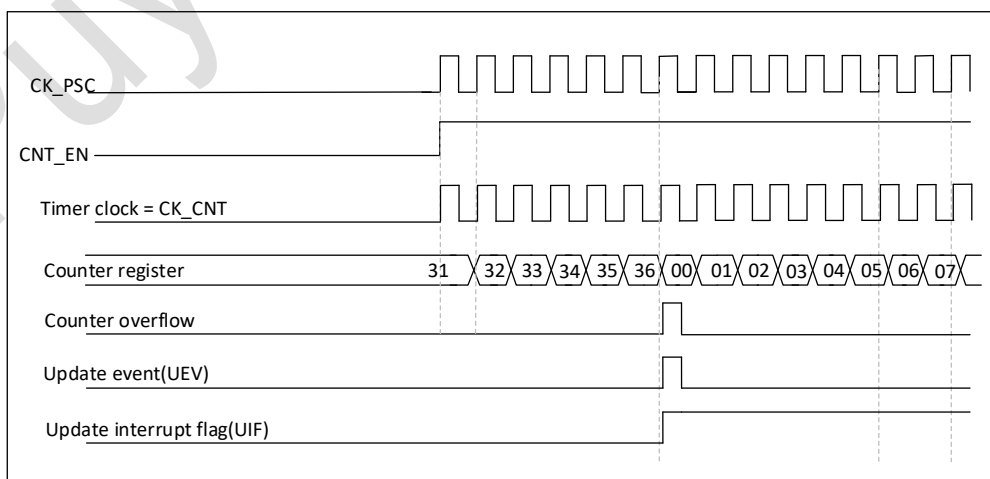 CK_PSC
CNT_EN
Timer clock = CK_CNT
Counter register 31 32 33 34 35 36 00 01 02 03 04 05 06 07
Counter overflow
Update event(UEV)
Update interrupt flag(UIF)